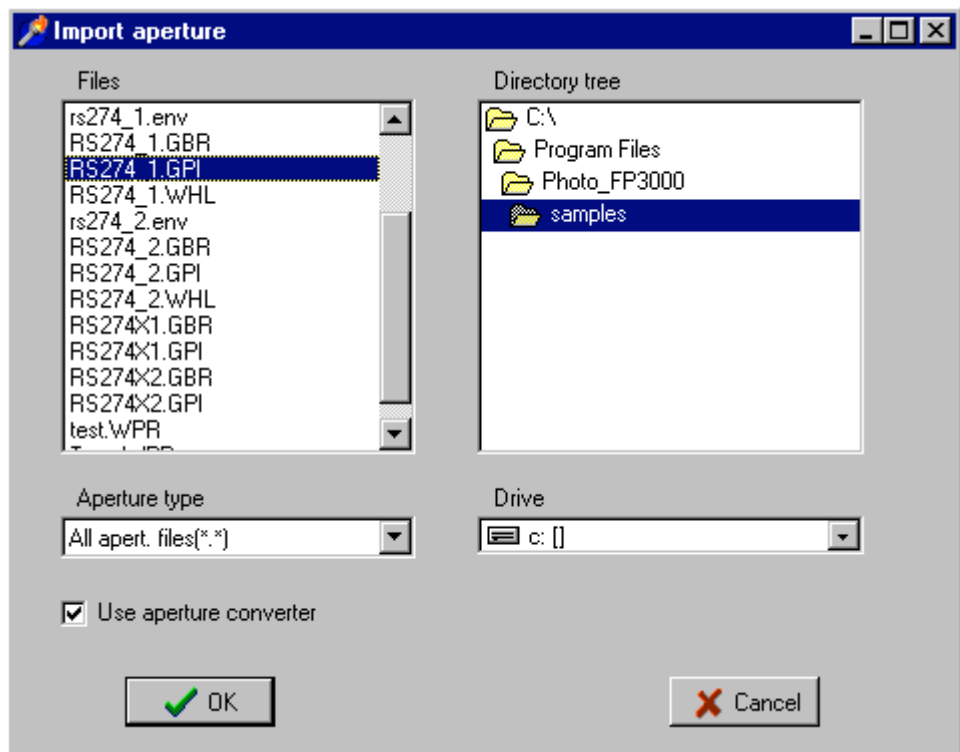 Import aperture
Files
rs274_1.env
RS274_1.GBR
RS274_1.GPI
RS274_1.WHL
rs274_2.env
RS274_2.GBR
RS274_2.GPI
RS274_2.WHL
RS274X1.GBR
RS274X1.GPI
RS274X2.GBR
RS274X2.GPI
test.WPR
Directory tree
C:\
Program Files
Photo_FP3000
samples
Aperture type
All apert. files(*.*)
Drive
c: []
Use aperture converter
OK
Cancel